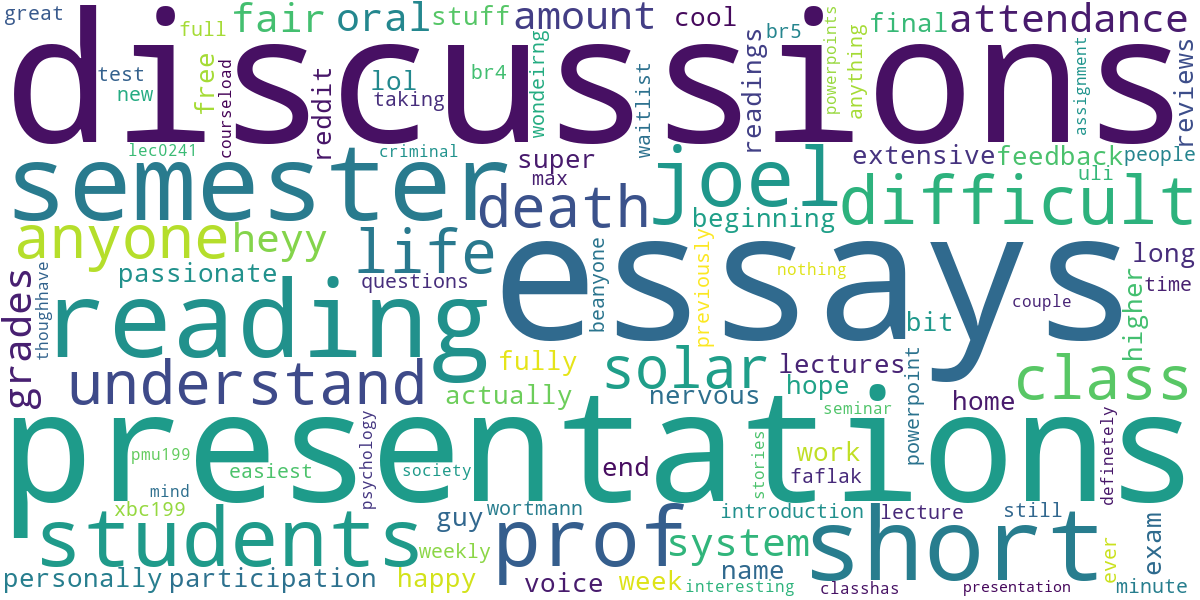 great
full
fair
oral
stuff
amount
cool
final
attendance
discussions
test
new
free
courseload
reddit
lol
taking
br4
wondeirng
waitlist
readings
br5
powerpoints
anything
assignment
reviews
lec0241
criminal
super
max
extensive
feedback
people
uli
semester
death
joel
beginning
difficult
anyone
heyy
life
essays
long
time
grades
thoughhave
passionate
questions
beanyone
previously
nothing
couple
higher
reading
bit
understand
fully
solar
lectures
powerpoint
class
actually
nervous
hope
home
seminar
presentations
pmu199
easiest
psychology
society
end
stories
work
faflak
definetely
mind
xbc199
wortmann
guy
introduction
lecture
still
students
weekly
prof
system
short
exam
personally
participation
happy
voice
week
name
interesting
classhas
presentation
ever
minute